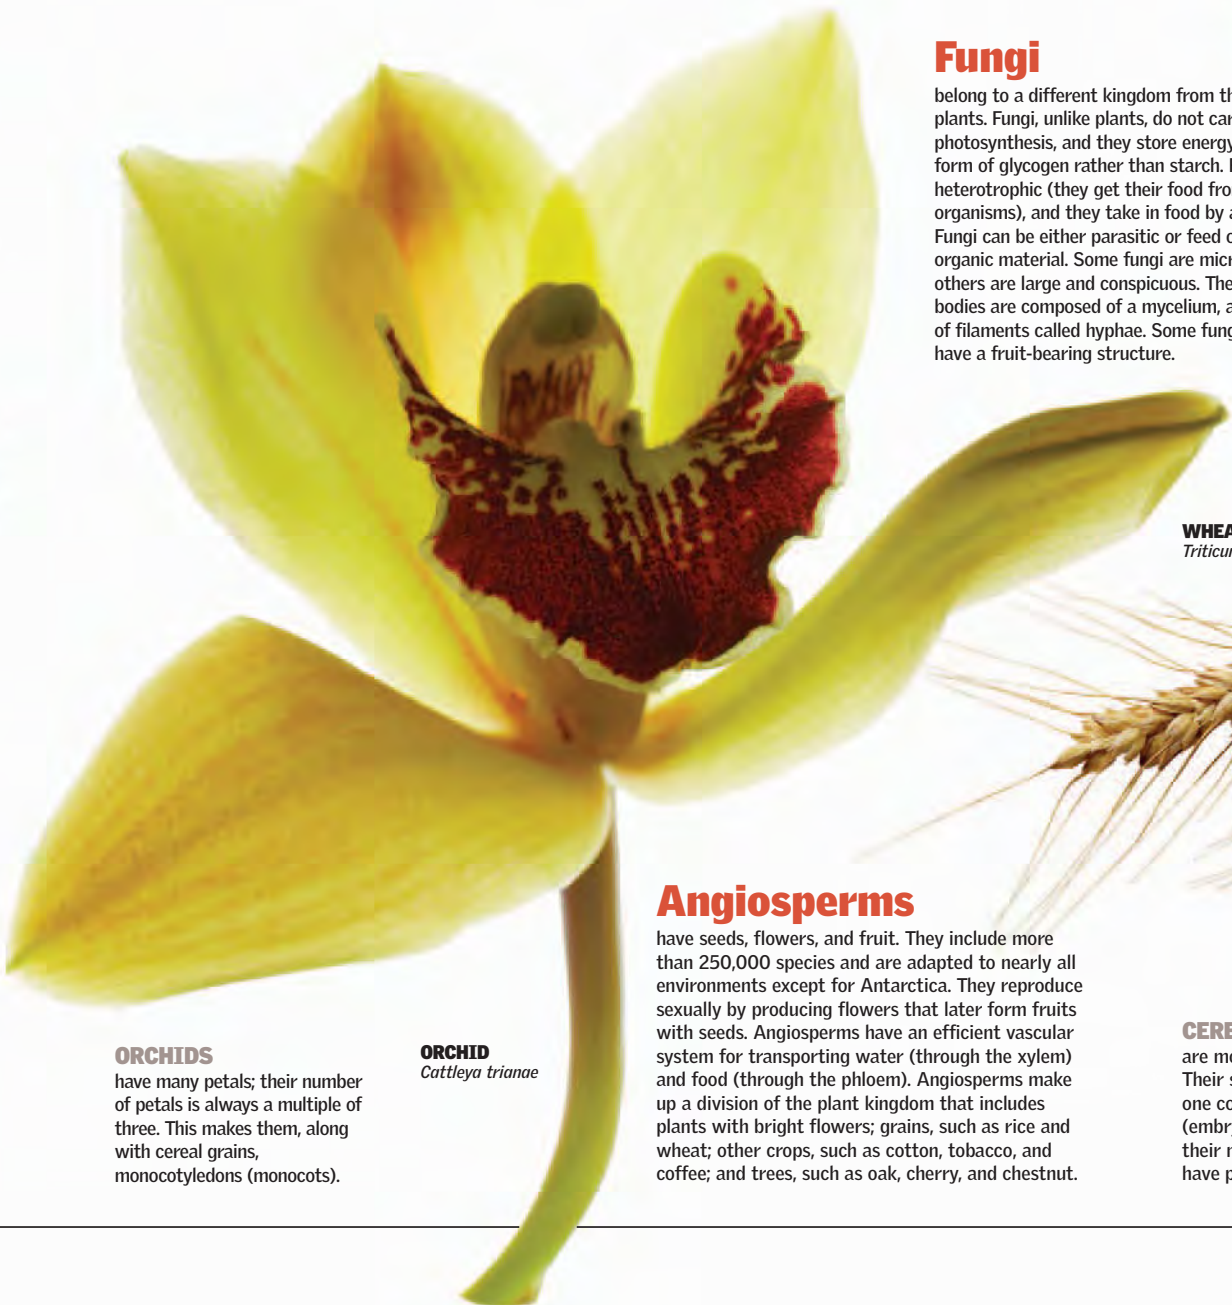 Fungi
belong to a different kingdom from
plants. Fungi, unlike plants, do not
photosynthesis, and they store energy
form of glycogen rather than starch.
heterotrophic (they get their food
organisms), and they take in food by
Fungi can be either parasitic or feed
organic material. Some fungi are
others are large and conspicuous.
bodies are composed of a mycelium,
of filaments called hyphae. Some
have a fruit-bearing structure.
Angiosperms
have seeds, flowers, and fruit. They include more
than 250,000 species and are adapted to nearly all
environments except for Antarctica. They reproduce
sexually by producing flowers that later form fruits
with seeds. Angiosperms have an efficient vascular
system for transporting water (through the xylem)
and food (through the phloem). Angiosperms make
up a division of the plant kingdom that includes
plants with bright flowers; grains, such as rice and
wheat; other crops, such as cotton, tobacco, and
coffee; and trees, such as oak, cherry, and chestnut.
ORCHIDS
have many petals; their number
of petals is always a multiple of
three. This makes them, along
with cereal grains,
monocotyledons (monocots).
ORCHID
Cattleya trianae
are
Their
one
their
have